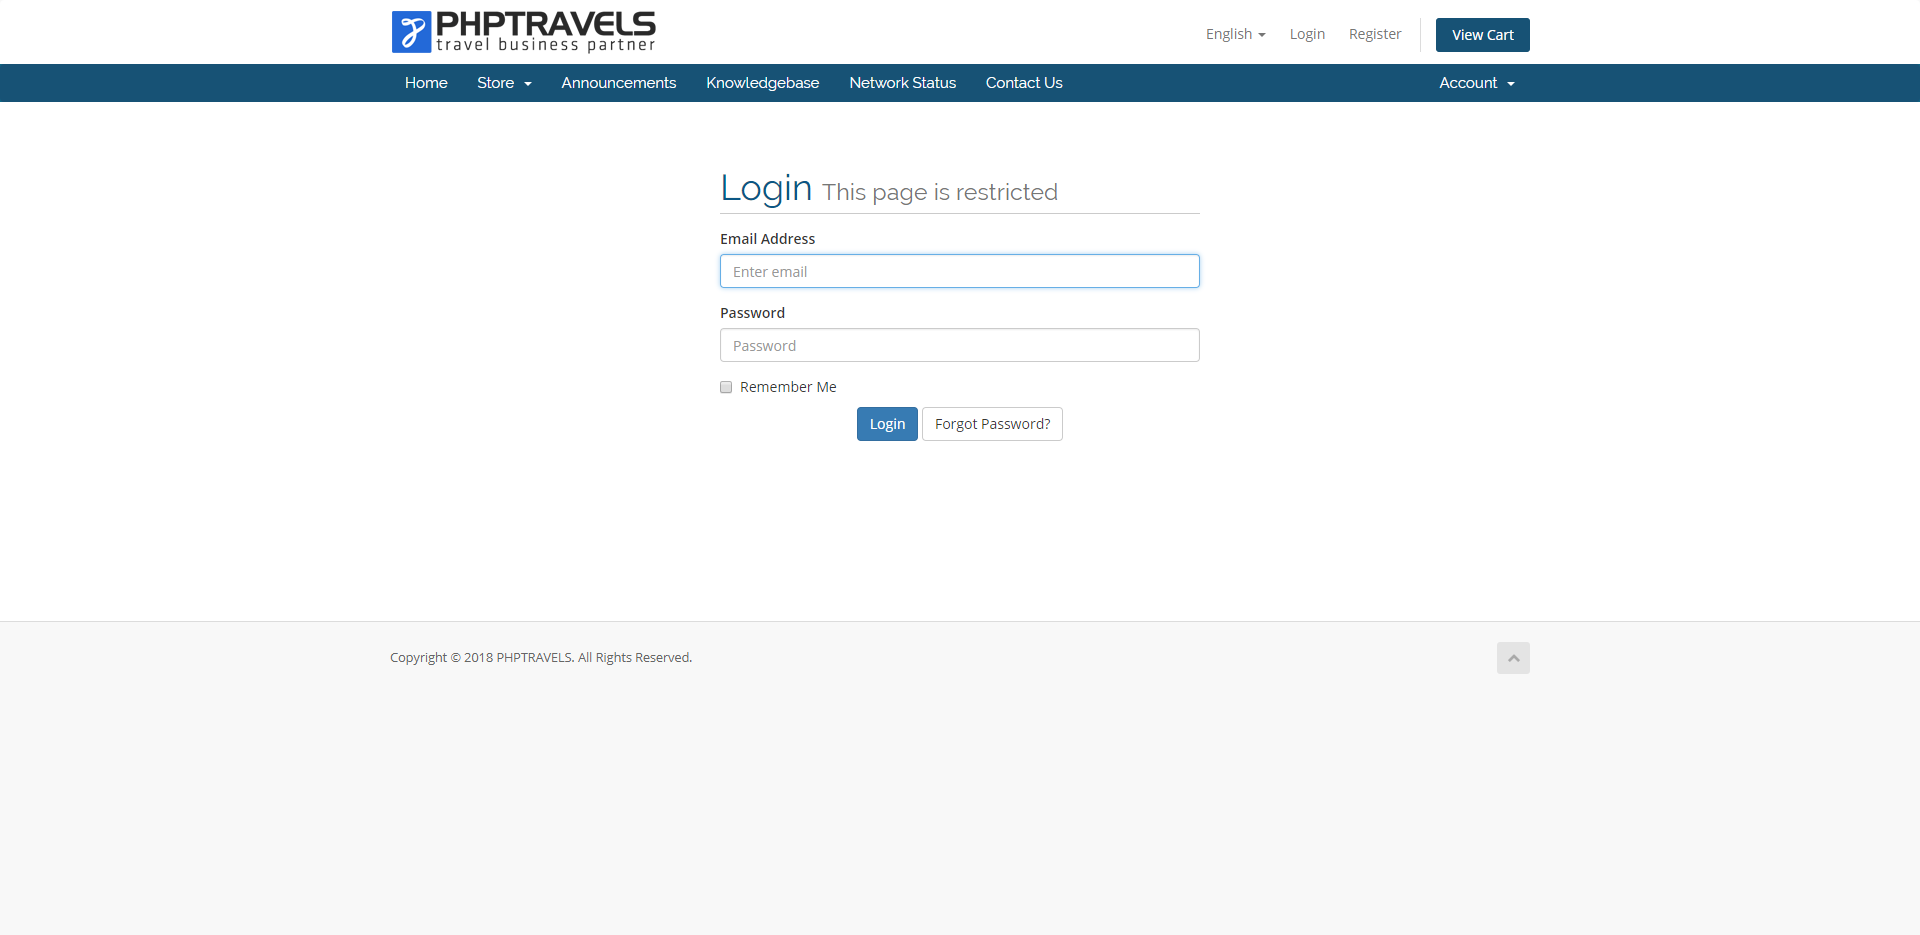 PHPTRAVELS
travel business partner
English Login Register View Cart
Home Store Announcements Knowledgebase Network Status Contact Us Account
Login This page is restricted
Email Address
Enter email
Password
Password
Remember Me
Login Forgot Password?
Copyright © 2018 PHPTRAVELS. All Rights Reserved.